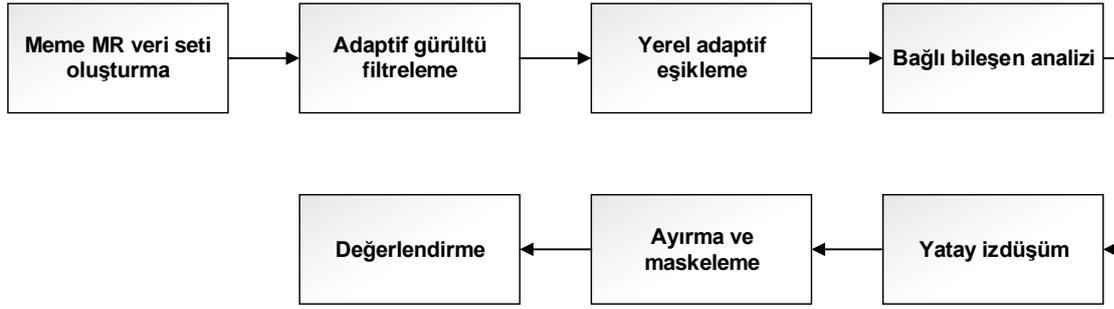 Meme MR veri seti
oluşturma
Adaptif gürültü
filtreleme
Yerel adaptif
eşikleme
Bağlı bileşen analizi
Yatay izdüşüm
Ayırma ve
maskeleme
Değerlendirme